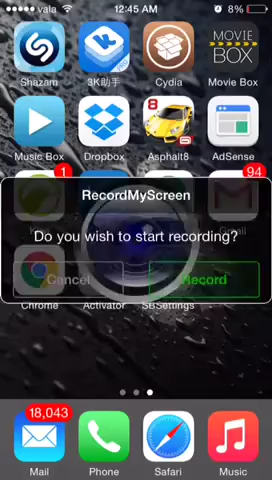 vala 12:45 AM 8%
MOVIE
BOX
Shazam 3K助手 Cydia Movie Box
8
Music Box Dropbox Asphalt8 AdSense
1 94
RecordMyScreen
Do you wish to start recording?
Gmail
Cancel Record
Chrome Activator SBSettings
18,043
Mail Phone Safari Music